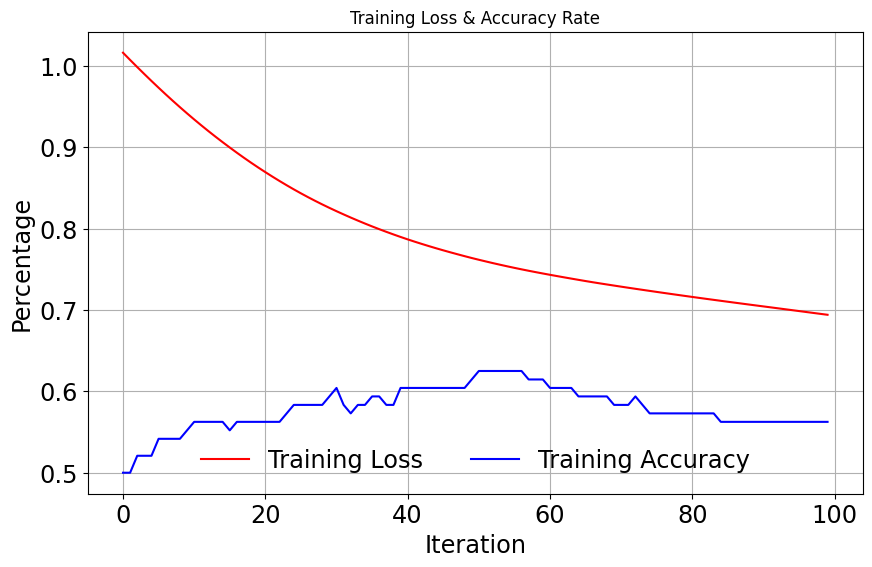 Training Loss & Accuracy Rate
Percentage
1.0
0.9
0.8
0.7
0.6
0.5
Training Loss Training Accuracy
0 20 40 60 80 100
Iteration